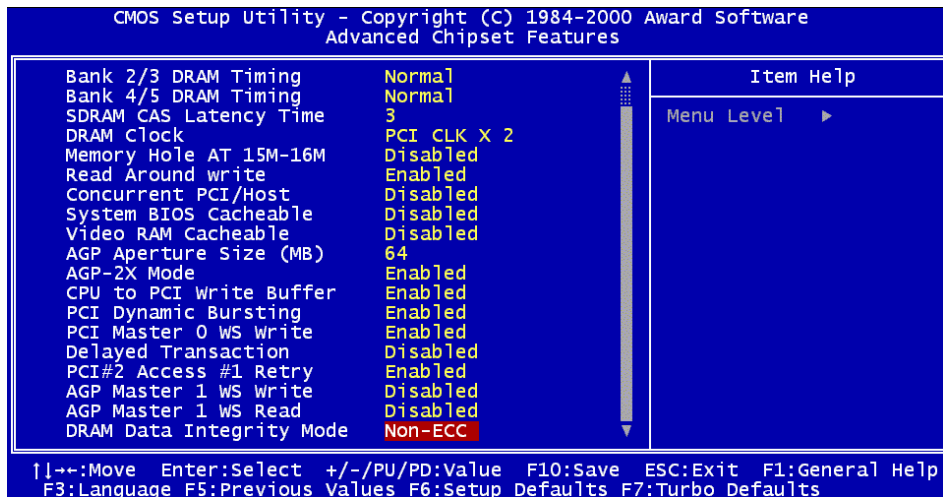 CMOS Setup Utility – Copyright (C) 1984-2000 Award Software
Advanced Chipset Features
Bank 2/3 DRAM Timing Normal
Bank 4/5 DRAM Timing Normal
SDRAM CAS Latency Time 3
DRAM Clock PCI CLK X 2
Memory Hole AT 15M-16M Disabled
Read Around write Enabled
Concurrent PCI/Host Disabled
System BIOS Cacheable Disabled
Video RAM Cacheable Disabled
AGP Aperture Size (MB) 64
AGP-2X Mode Enabled
CPU to PCI Write Buffer Enabled
PCI Dynamic Bursting Enabled
PCI Master 0 WS Write Enabled
Delayed Transaction Disabled
PCI#2 Access #1 Retry Enabled
AGP Master 1 WS Write Disabled
AGP Master 1 WS Read Disabled
DRAM Data Integrity Mode Non-ECC
Item Help
Menu Level ▶
↑↓→←:Move Enter:Select +/-/PU/PD:Value F10:Save ESC:Exit F1:General Help
F3:Language F5:Previous Values F6:Setup Defaults F7:Turbo Defaults